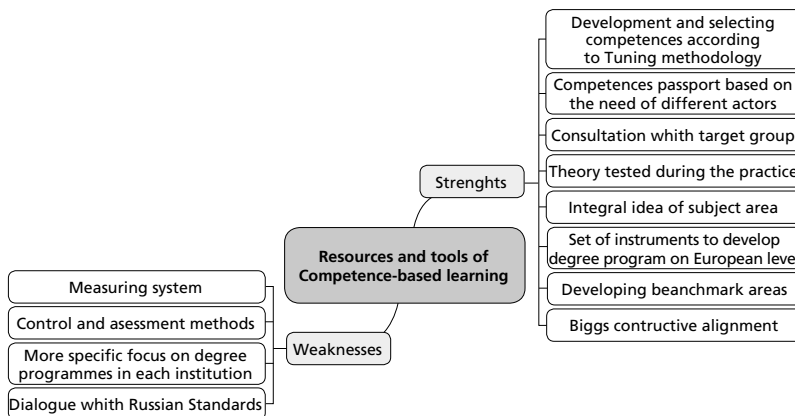 Development and selecting
competences according
to Tuning methodology
Competences passport based on
the need of different actors
Consultation whith target group
Theory tested during the practice
Strenghts
Integral idea of subject area
Set of instruments to develop
degree program on European level
Developing beanchmark areas
Biggs contructive alignment
Resources and tools of
Competence-based learning
Weaknesses
Measuring system
Control and asessment methods
More specific focus on degree
programmes in each institution
Dialogue whith Russian Standards